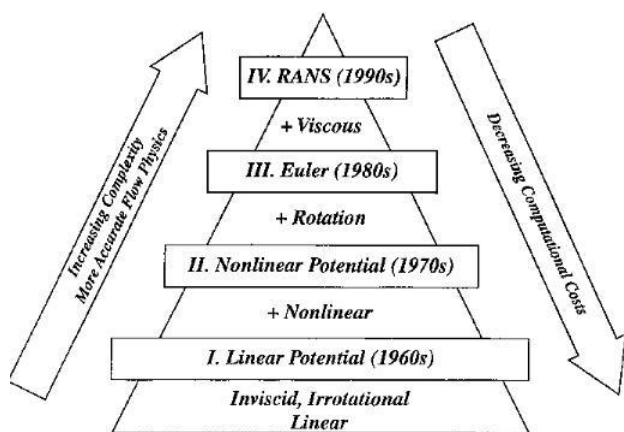 IV. RANS (1990s)
+ Viscous
III. Euler (1980s)
+ Rotation
II. Nonlinear Potential (1970s)
+ Nonlinear
I. Linear Potential (1960s)
Inviscid, Irrotational
Linear
Increasing Complexity
More Accurate Flow Physics
Decreasing Computational Costs